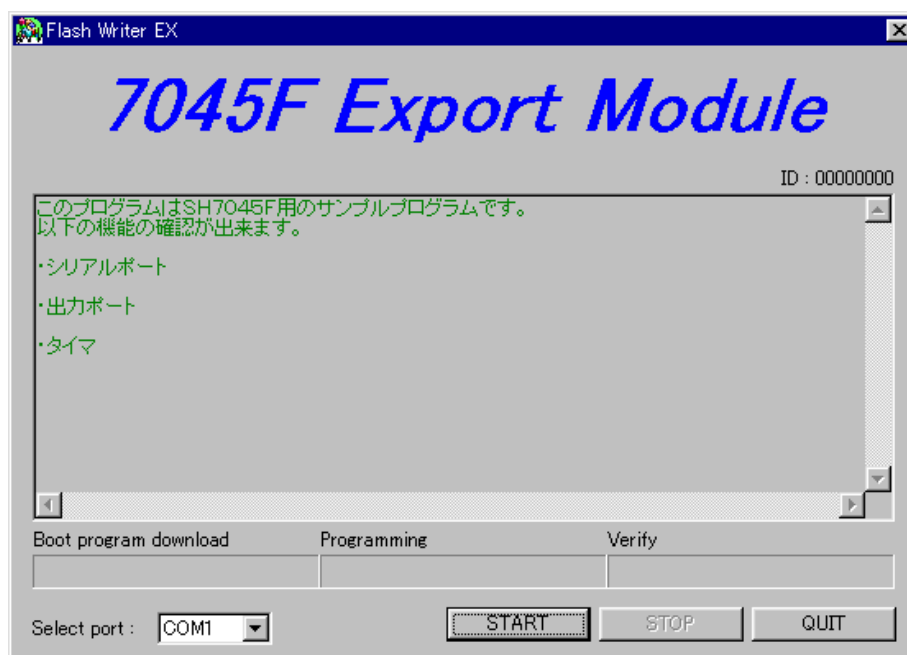 Flash Writer EX
7045F Export Module
ID : 00000000
このプログラムはSH7045F用のサンプルプログラムです。
以下の機能の確認が出来ます。
・シリアルポート
・出力ポート
・タイマ
Boot program download Programming Verify
Select port : COM1 START STOP QUIT